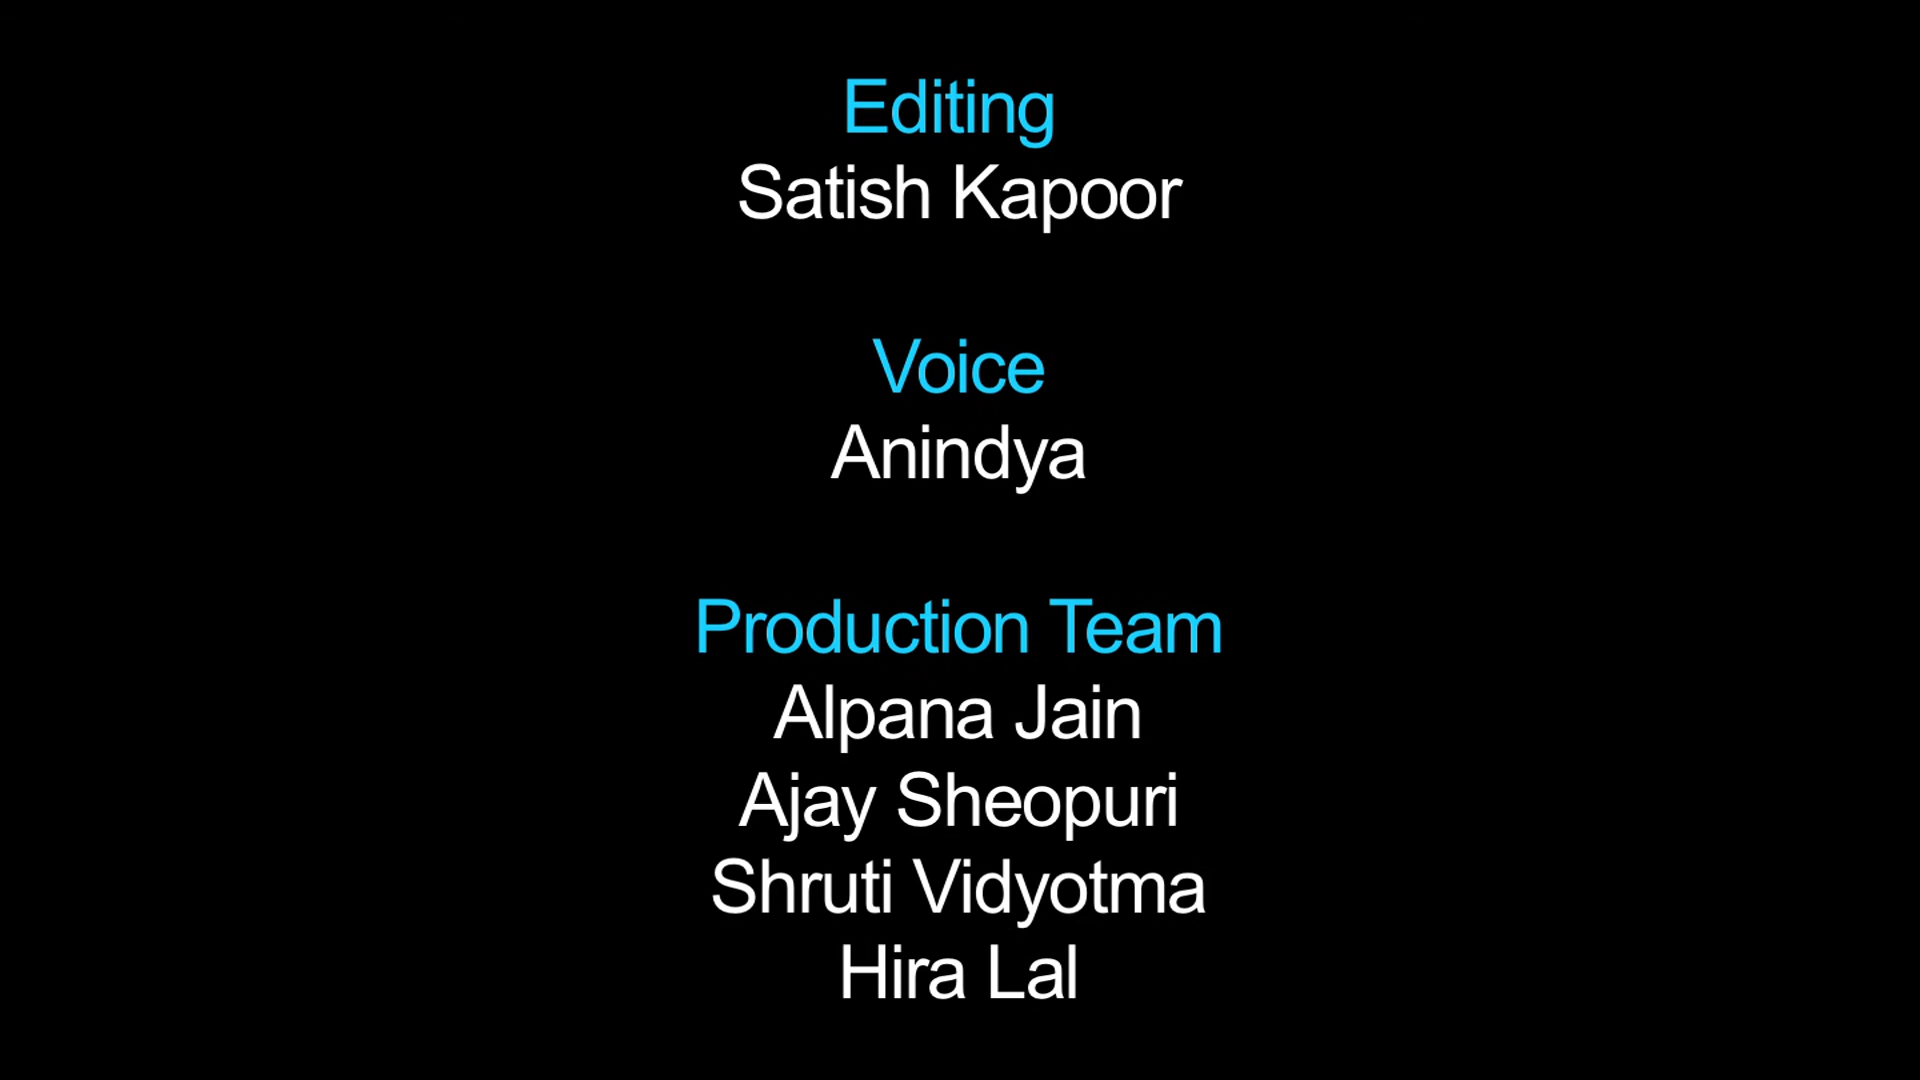 Editing
Satish Kapoor
Voice
Anindya
Production Team
Alpana Jain
Ajay Sheopuri
Shruti Vidyotma
Hira Lal